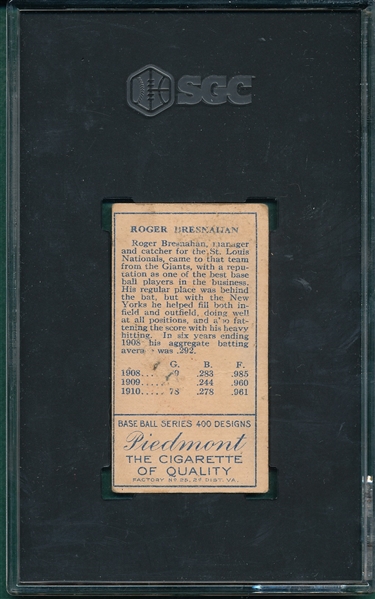 SGC
ROGER BRESNAHAN
Roger Bresnahan, manager
and catcher for the St. Louis
Nationals, came to that team
from the Giants, with a repu-
tation as one of the best base
ball players in the business.
His regular place was behind
the bat, but with the New
Yorks he helped fill both in-
field and outfield, doing well
at all positions, and also fat-
tening the score with his heavy
hitting. In six years ending
1908 his aggregate batting
avera was .292.
G. B. F.
1908..... .283 .985
1909..... .244 .960
1910..... 78 .278 .961
BASE BALL SERIES 400 DESIGNS
Piedmont
THE CIGARETTE
OF QUALITY
FACTORY No 25, 2d DIST. VA.